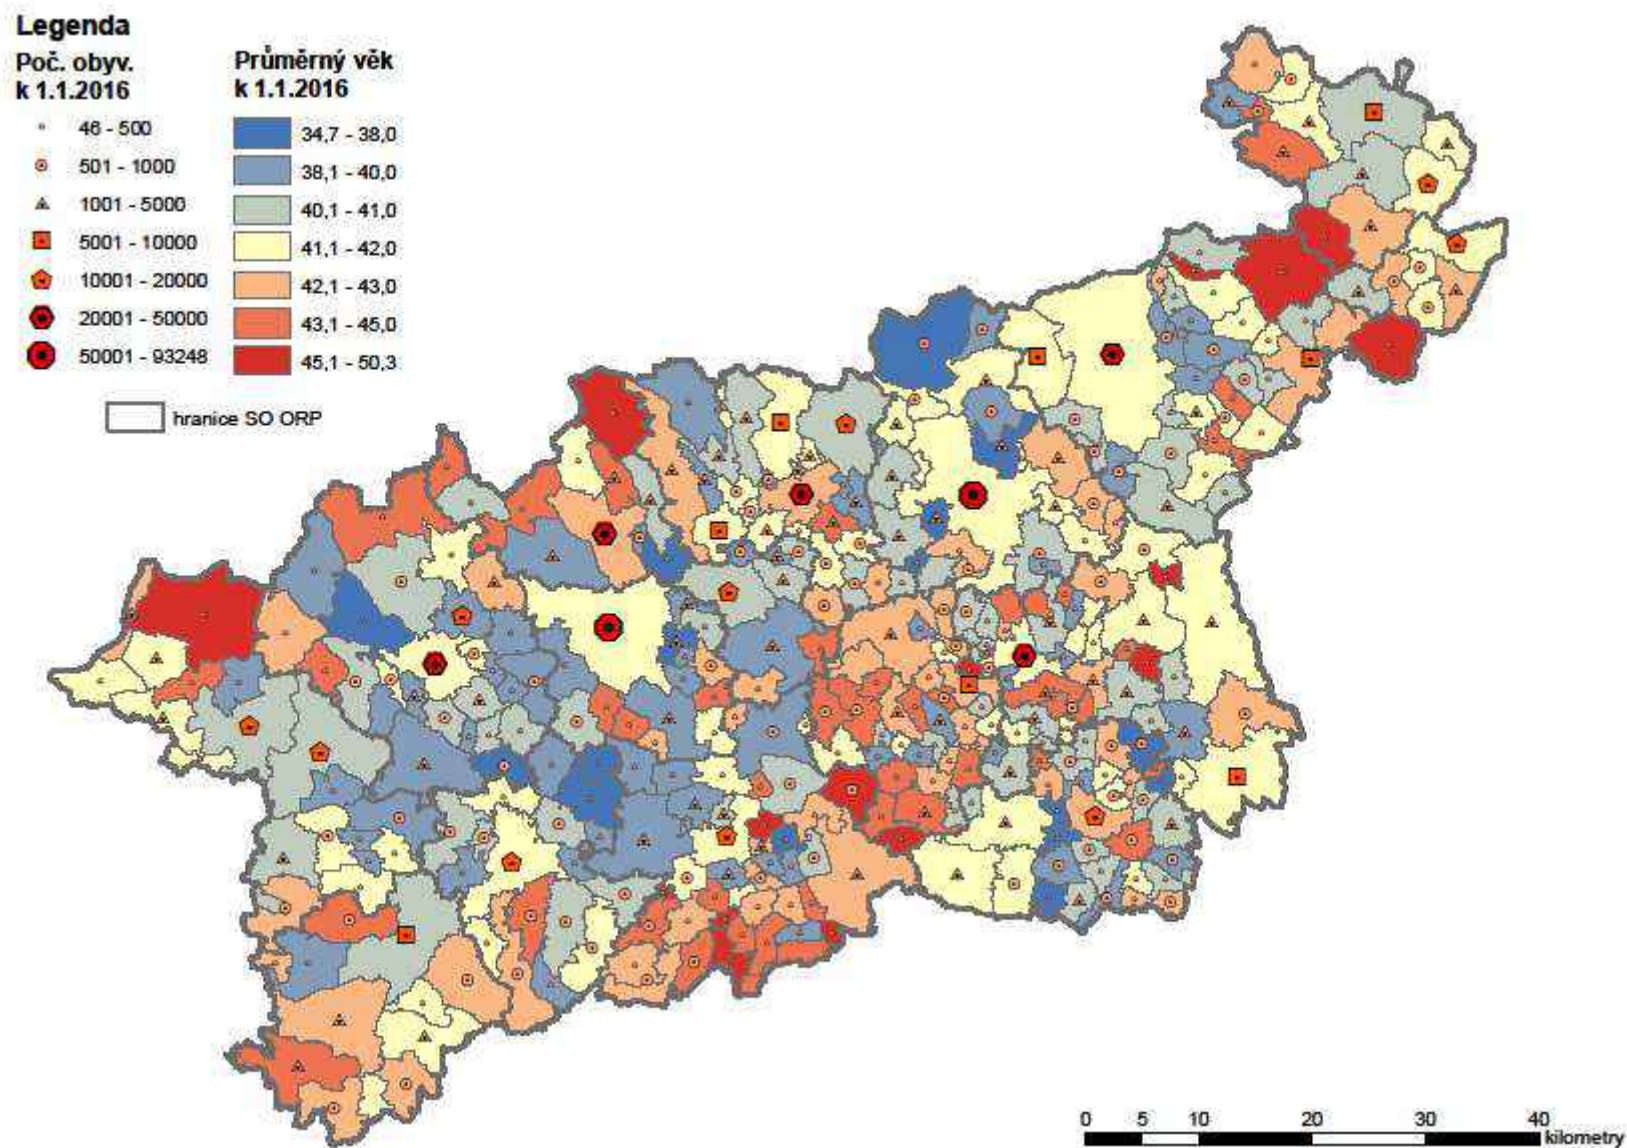 Legenda
Poč. obyv.
k 1.1.2016
46 - 500
501 - 1000
1001 - 5000
5001 - 10000
10001 - 20000
20001 - 50000
50001 - 93248
Průměrný věk
k 1.1.2016
34,7 - 38,0
38,1 - 40,0
40,1 - 41,0
41,1 - 42,0
42,1 - 43,0
43,1 - 45,0
45,1 - 50,3
hranice SO ORP
0 5 10 20 30 40
kilometry